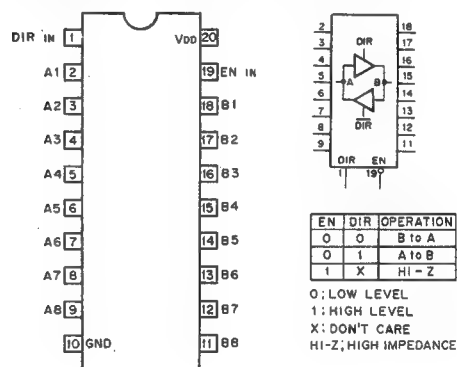 DIR IN 1 VDD 20
A1 2 19 EN IN
A2 3 18 B1
A3 4 17 B2
A4 5 16 B3
A5 6 15 B4
A6 7 14 B5
A7 8 13 B6
A8 9 12 B7
10 GND 11 B8
2 18
3 DIR 17
4 16
5 A B 15
6 14
7 DIR 13
8 12
9 11
DIR EN
1 19
EN DIR OPERATION
0 0 B to A
0 1 A to B
1 X HI-Z
0; LOW LEVEL
1; HIGH LEVEL
X; DON'T CARE
HI-Z; HIGH IMPEDANCE